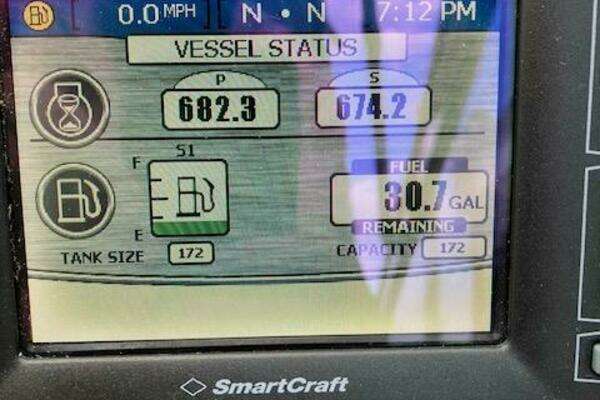 0.0 MPH N • N 7:12 PM
VESSEL STATUS
P S
682.3 674.2
S1
F
FUEL
30.7 GAL
REMAINING
E
TANK SIZE 172 CAPACITY 172
SmartCraft